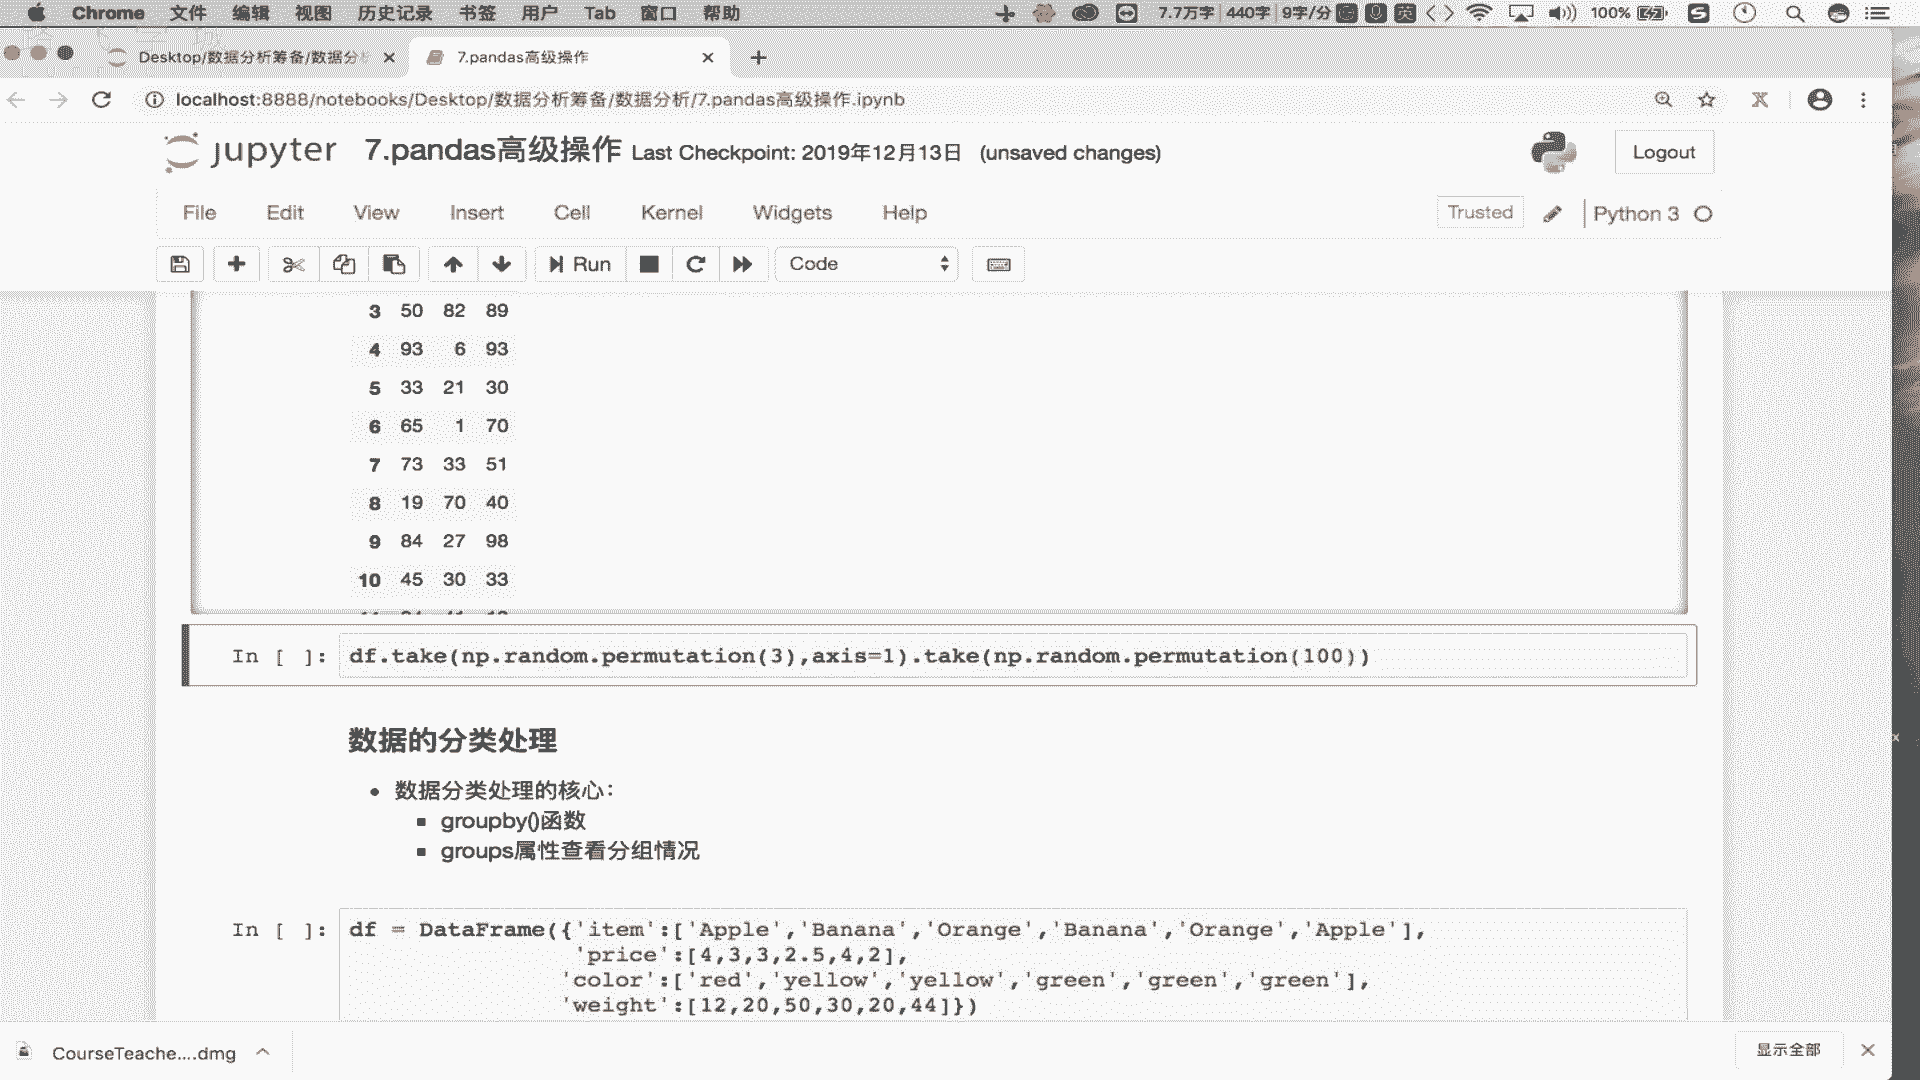 Chrome 文件 编辑 视图 历史记录 书签 用户 Tab 窗口 帮助 7.7万字 440字 9字/分 英 100%
Desktop/数据分析筹备/数据分 7.pandas高级操作
localhost:8888/notebooks/Desktop/数据分析筹备/数据分析/7.pandas高级操作.ipynb
jupyter 7.pandas高级操作 Last Checkpoint: 2019年12月13日 (unsaved changes) Logout
File Edit View Insert Cell Kernel Widgets Help Trusted Python 3
Run Code
3 50 82 89
4 93 6 93
5 33 21 30
6 65 1 70
7 73 33 51
8 19 70 40
9 84 27 98
10 45 30 33
In [ ]: df.take(np.random.permutation(3),axis=1).take(np.random.permutation(100))
数据的分类处理
数据分类处理的核心：
groupby()函数
groups属性查看分组情况
In [ ]: df = DataFrame({'item':['Apple','Banana','Orange','Banana','Orange','Apple'],
'price':[4,3,3,2.5,4,2],
'color':['red','yellow','yellow','green','green','green'],
'weight':[12,20,50,30,20,44]})
CourseTeache....dmg 显示全部